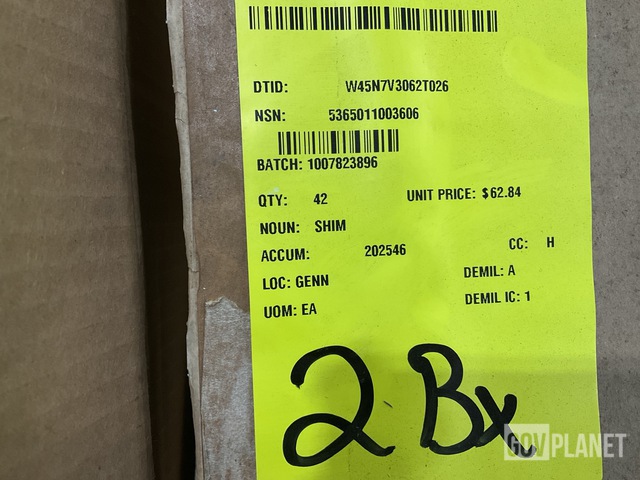 DTID: W45N7V3062T026
NSN: 5365011003606
BATCH: 1007823896
QTY: 42 UNIT PRICE: $62.84
NOUN: SHIM
ACCUM: 202546 CC: H
LOC: GENN DEMIL: A
UOM: EA DEMIL IC: 1
2 Bx
GOVPLANET